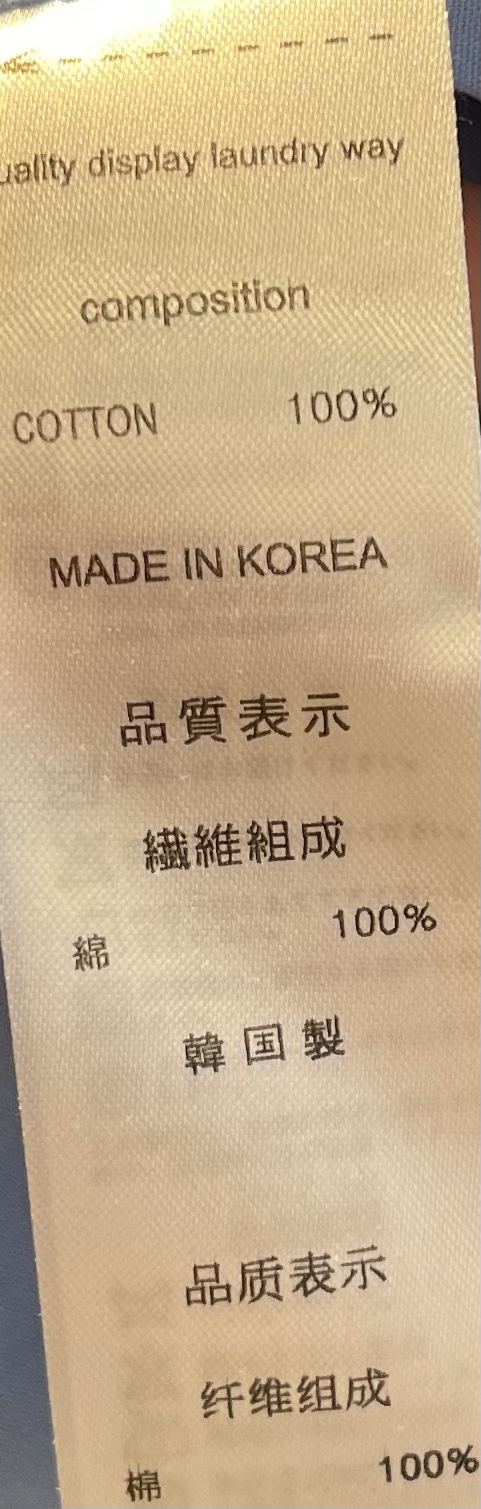 uality display laundry way
composition
COTTON 100%
MADE IN KOREA
品質表示
繊維組成
綿 100%
韓国製
品质表示
纤维组成
棉 100%